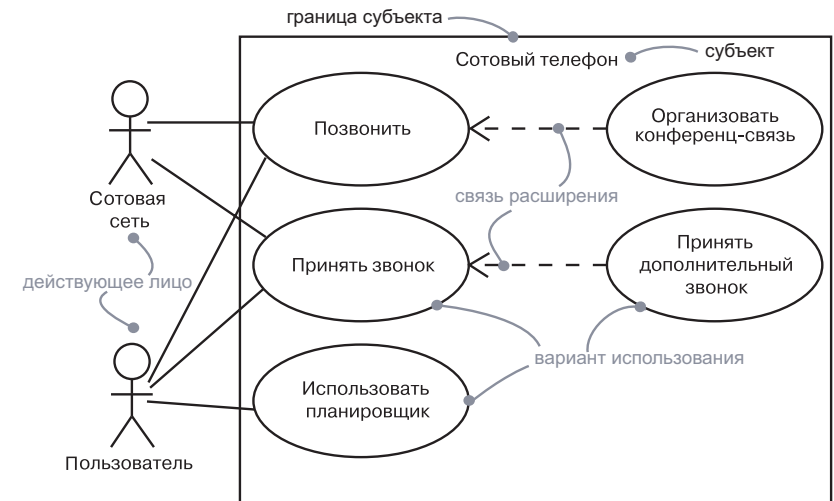 граница субъекта
Сотовый телефон
субъект
Позвонить
Организовать
конференц-связь
Сотовая
сеть
связь расширения
Принять звонок
Принять
дополнительный
звонок
действующее лицо
вариант использования
Использовать
планировщик
Пользователь